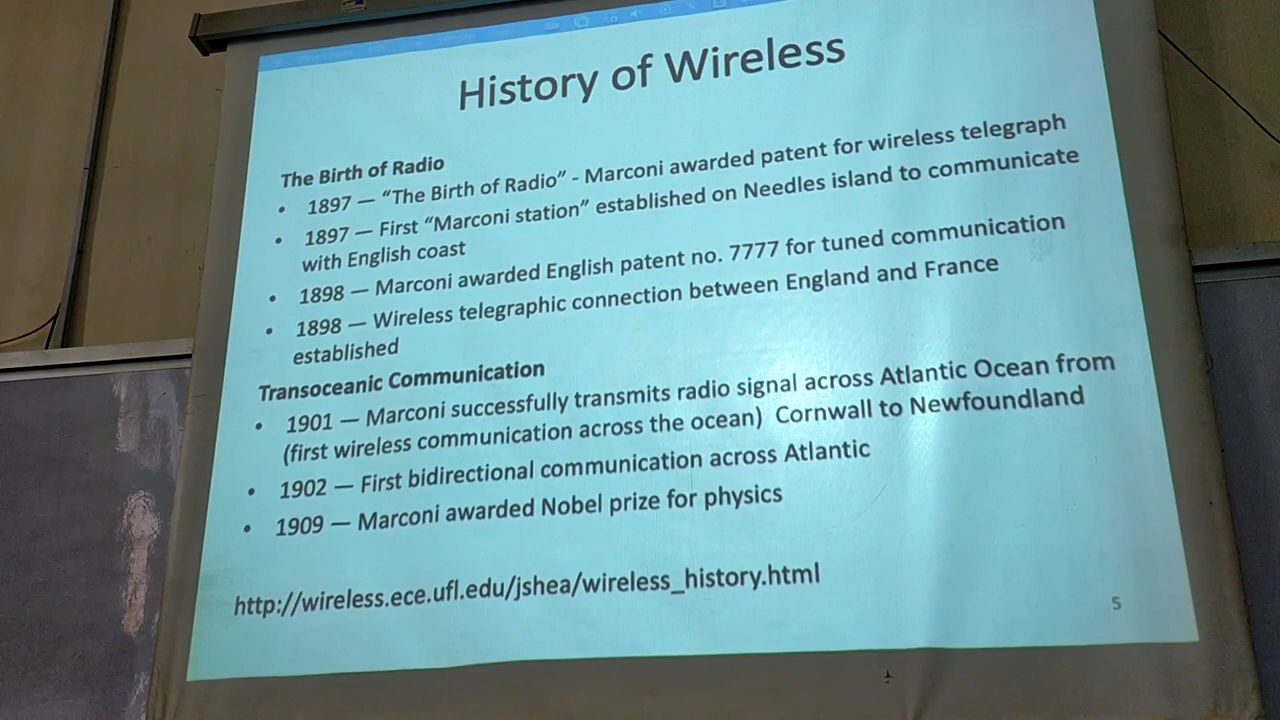 History of Wireless
The Birth of Radio
• 1897 — “The Birth of Radio” - Marconi awarded patent for wireless telegraph
• 1897 — First “Marconi station” established on Needles island to communicate
with English coast
• 1898 — Marconi awarded English patent no. 7777 for tuned communication
• 1898 — Wireless telegraphic connection between England and France
established
Transoceanic Communication
• 1901 — Marconi successfully transmits radio signal across Atlantic Ocean from
(first wireless communication across the ocean) Cornwall to Newfoundland
• 1902 — First bidirectional communication across Atlantic
• 1909 — Marconi awarded Nobel prize for physics
http://wireless.ece.ufl.edu/jshea/wireless_history.html
5